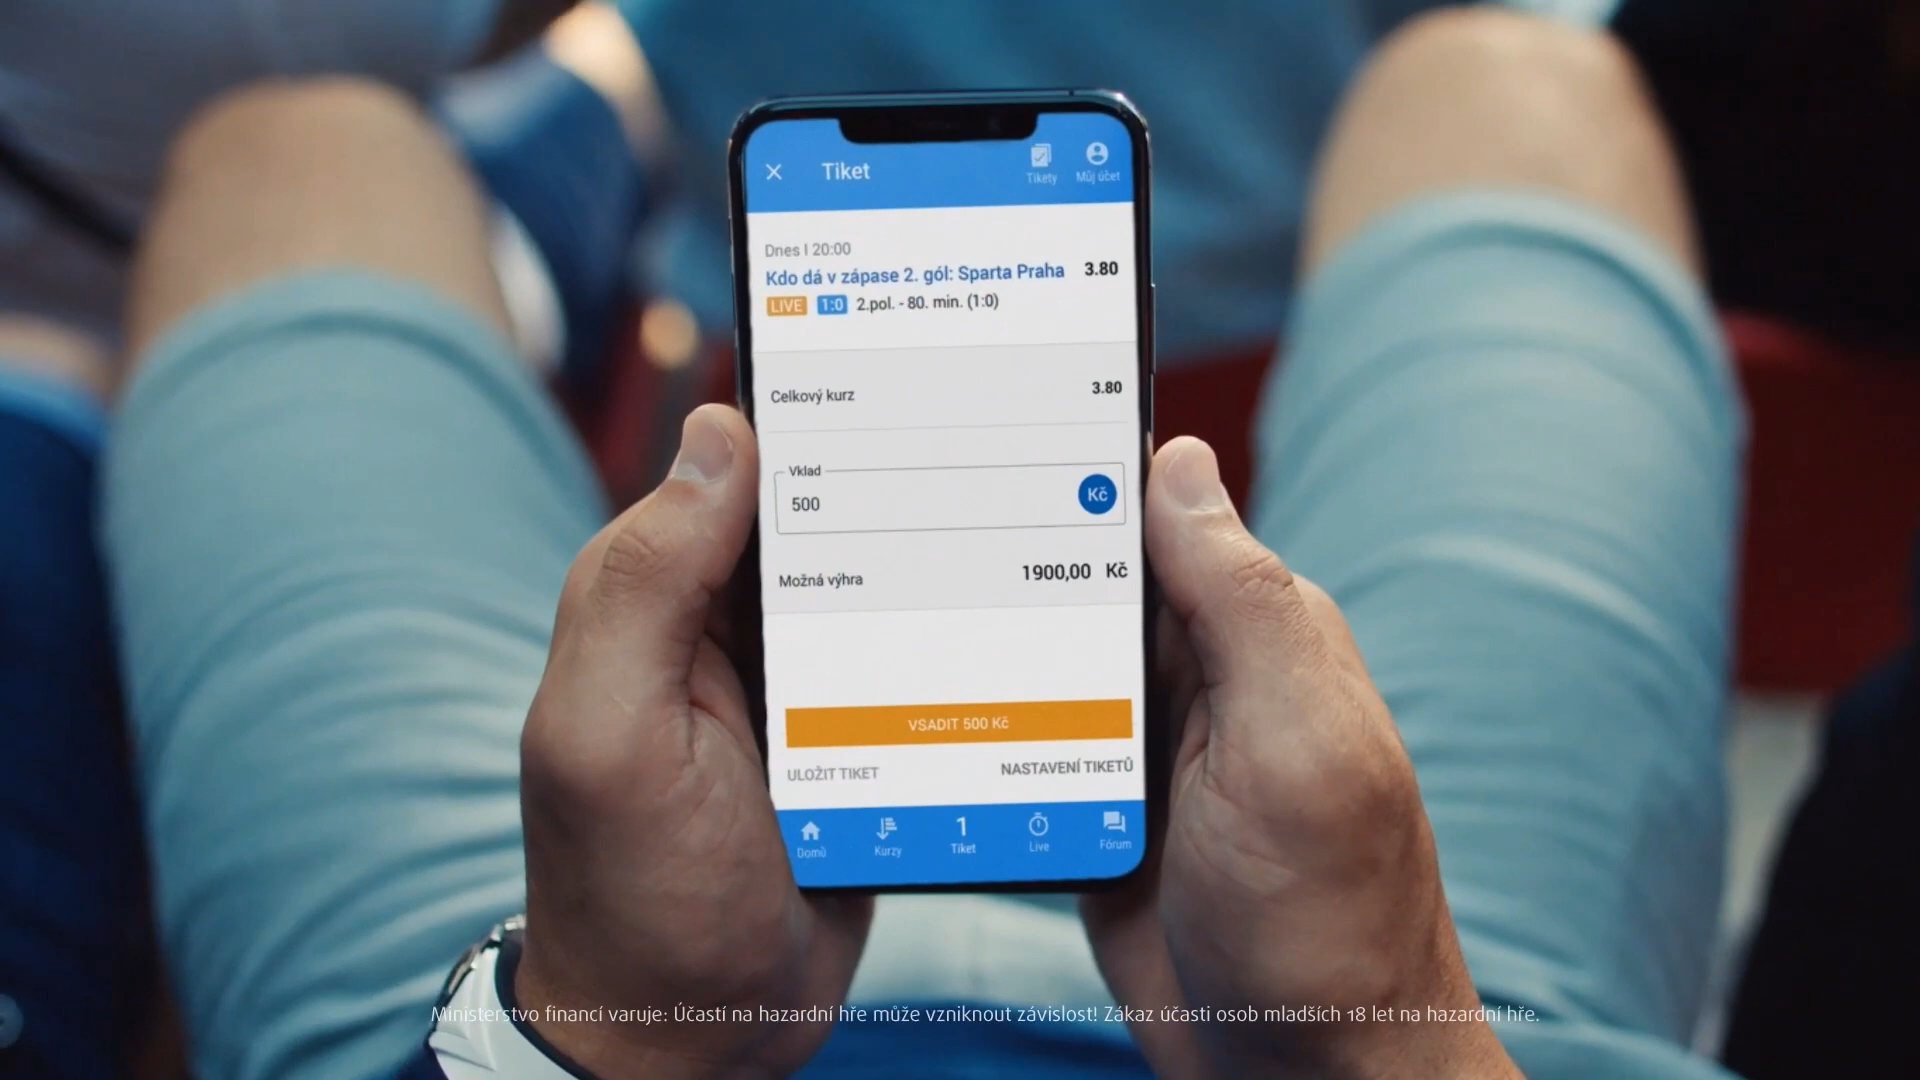 Tiket
Tikety
Můj účet
Dnes I 20:00
Kdo dá v zápase 2. gól: Sparta Praha 3.80
LIVE 1:0 2.pol. - 80. min. (1:0)
Celkový kurz 3.80
Vklad
500 Kč
Možná výhra 1900,00 Kč
VSADIT 500 Kč
ULOŽIT TIKET NASTAVENÍ TIKETŮ
1
Domů Kurzy Tiket Live Fórum
Ministerstvo financí varuje: Účastí na hazardní hře může vzniknout závislost! Zákaz účasti osob mladších 18 let na hazardní hře.